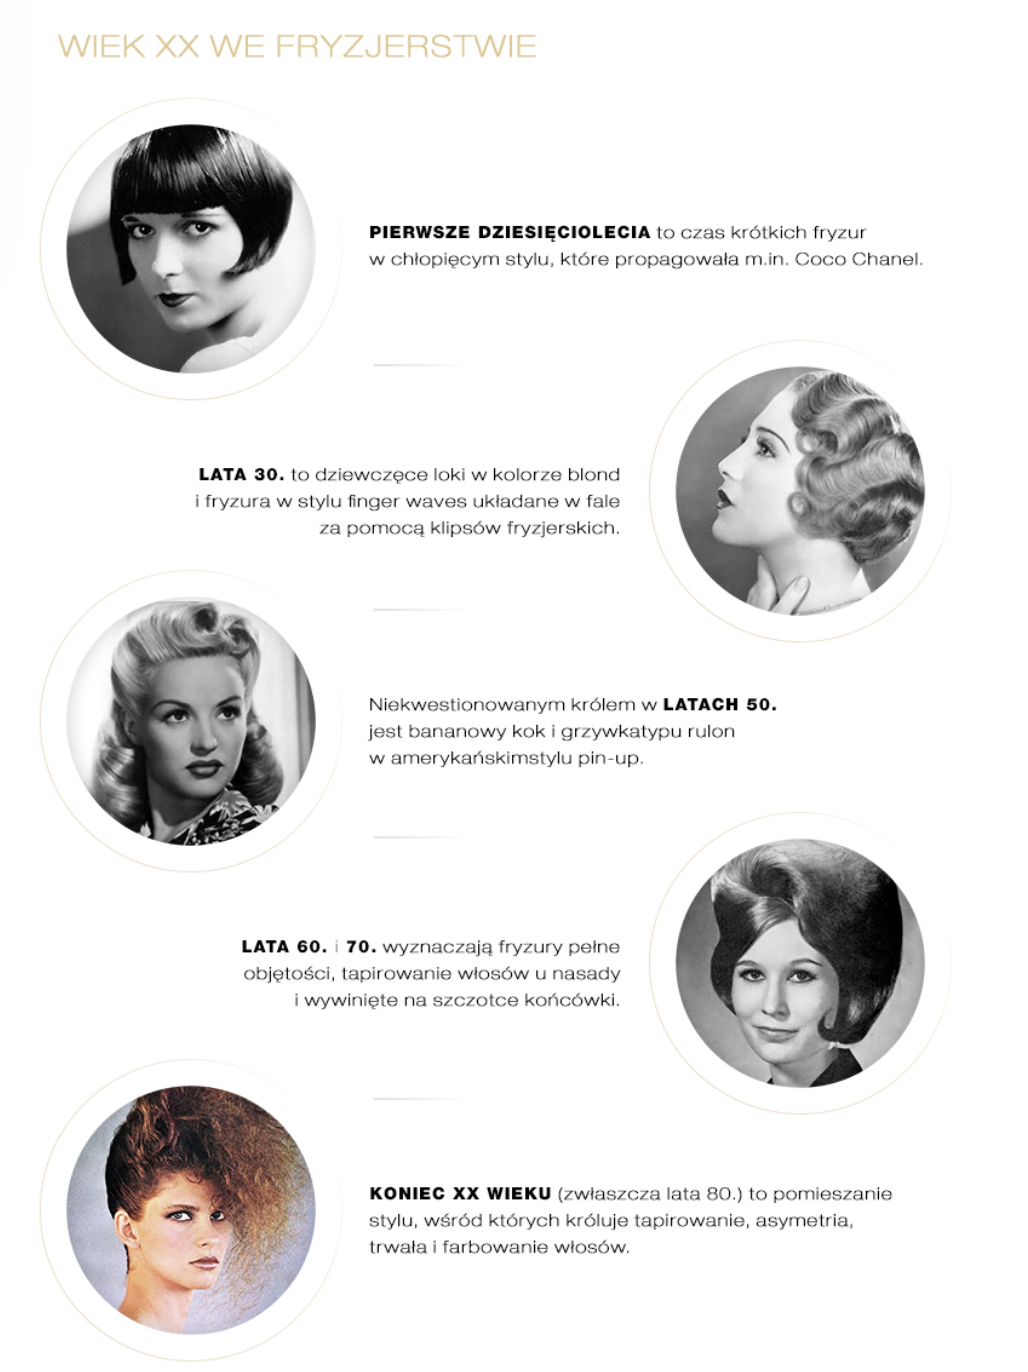 WIEK XX WE FRYZJERSTWIE
PIERWSZE DZIESIĘCIOLECIA to czas krótkich fryzur
w chłopięcym stylu, które propagowała m.in. Coco Chanel.
LATA 30. to dziewczęce loki w kolorze blond
i fryzura w stylu finger waves układane w fale
za pomocą klipsów fryzjerskich.
Niekwestionowanym królem w LATACH 50.
jest bananowy kok i grzywkatypu rulon
w amerykańskimstylu pin-up.
LATA 60. i 70. wyznaczają fryzury pełne
objętości, tapirowanie włosów u nasady
i wywinięte na szczotce końcówki.
KONIEC XX WIEKU (zwłaszcza lata 80.) to pomieszanie
stylu, wśród których króluje tapirowanie, asymetria,
trwała i farbowanie włosów.